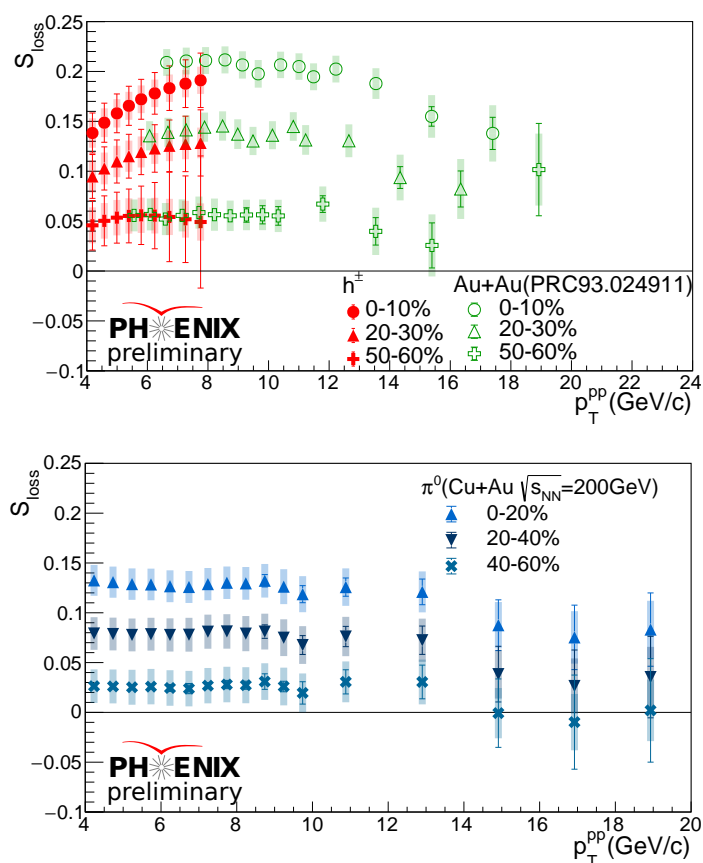 0.25
0.2
0.15
0.1
0.05
0
−0.05
−0.1
S_loss
h^±
Au+Au(PRC93.024911)
0-10%
0-10%
20-30%
20-30%
50-60%
50-60%
PHENIX
preliminary
4 6 8 10 12 14 16 18 20 22 24
p_T^pp(GeV/c)
0.25
0.2
0.15
0.1
0.05
0
−0.05
−0.1
S_loss
π^0(Cu+Au √s_NN=200GeV)
0-20%
20-40%
40-60%
PHENIX
preliminary
4 6 8 10 12 14 16 18 20
p_T^pp(GeV/c)